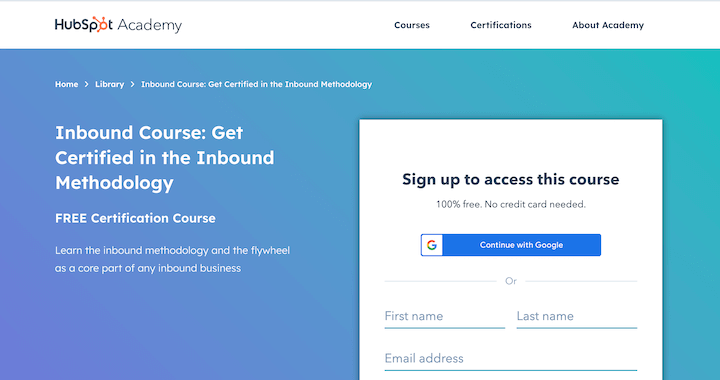 HubSpot Academy
Courses
Certifications
About Academy
Home > Library > Inbound Course: Get Certified in the Inbound Methodology
Inbound Course: Get
Certified in the Inbound
Methodology
FREE Certification Course
Learn the inbound methodology and the flywheel
as a core part of any inbound business
Sign up to access this course
100% free. No credit card needed.
G
Continue with Google
Or
First name
Last name
Email address